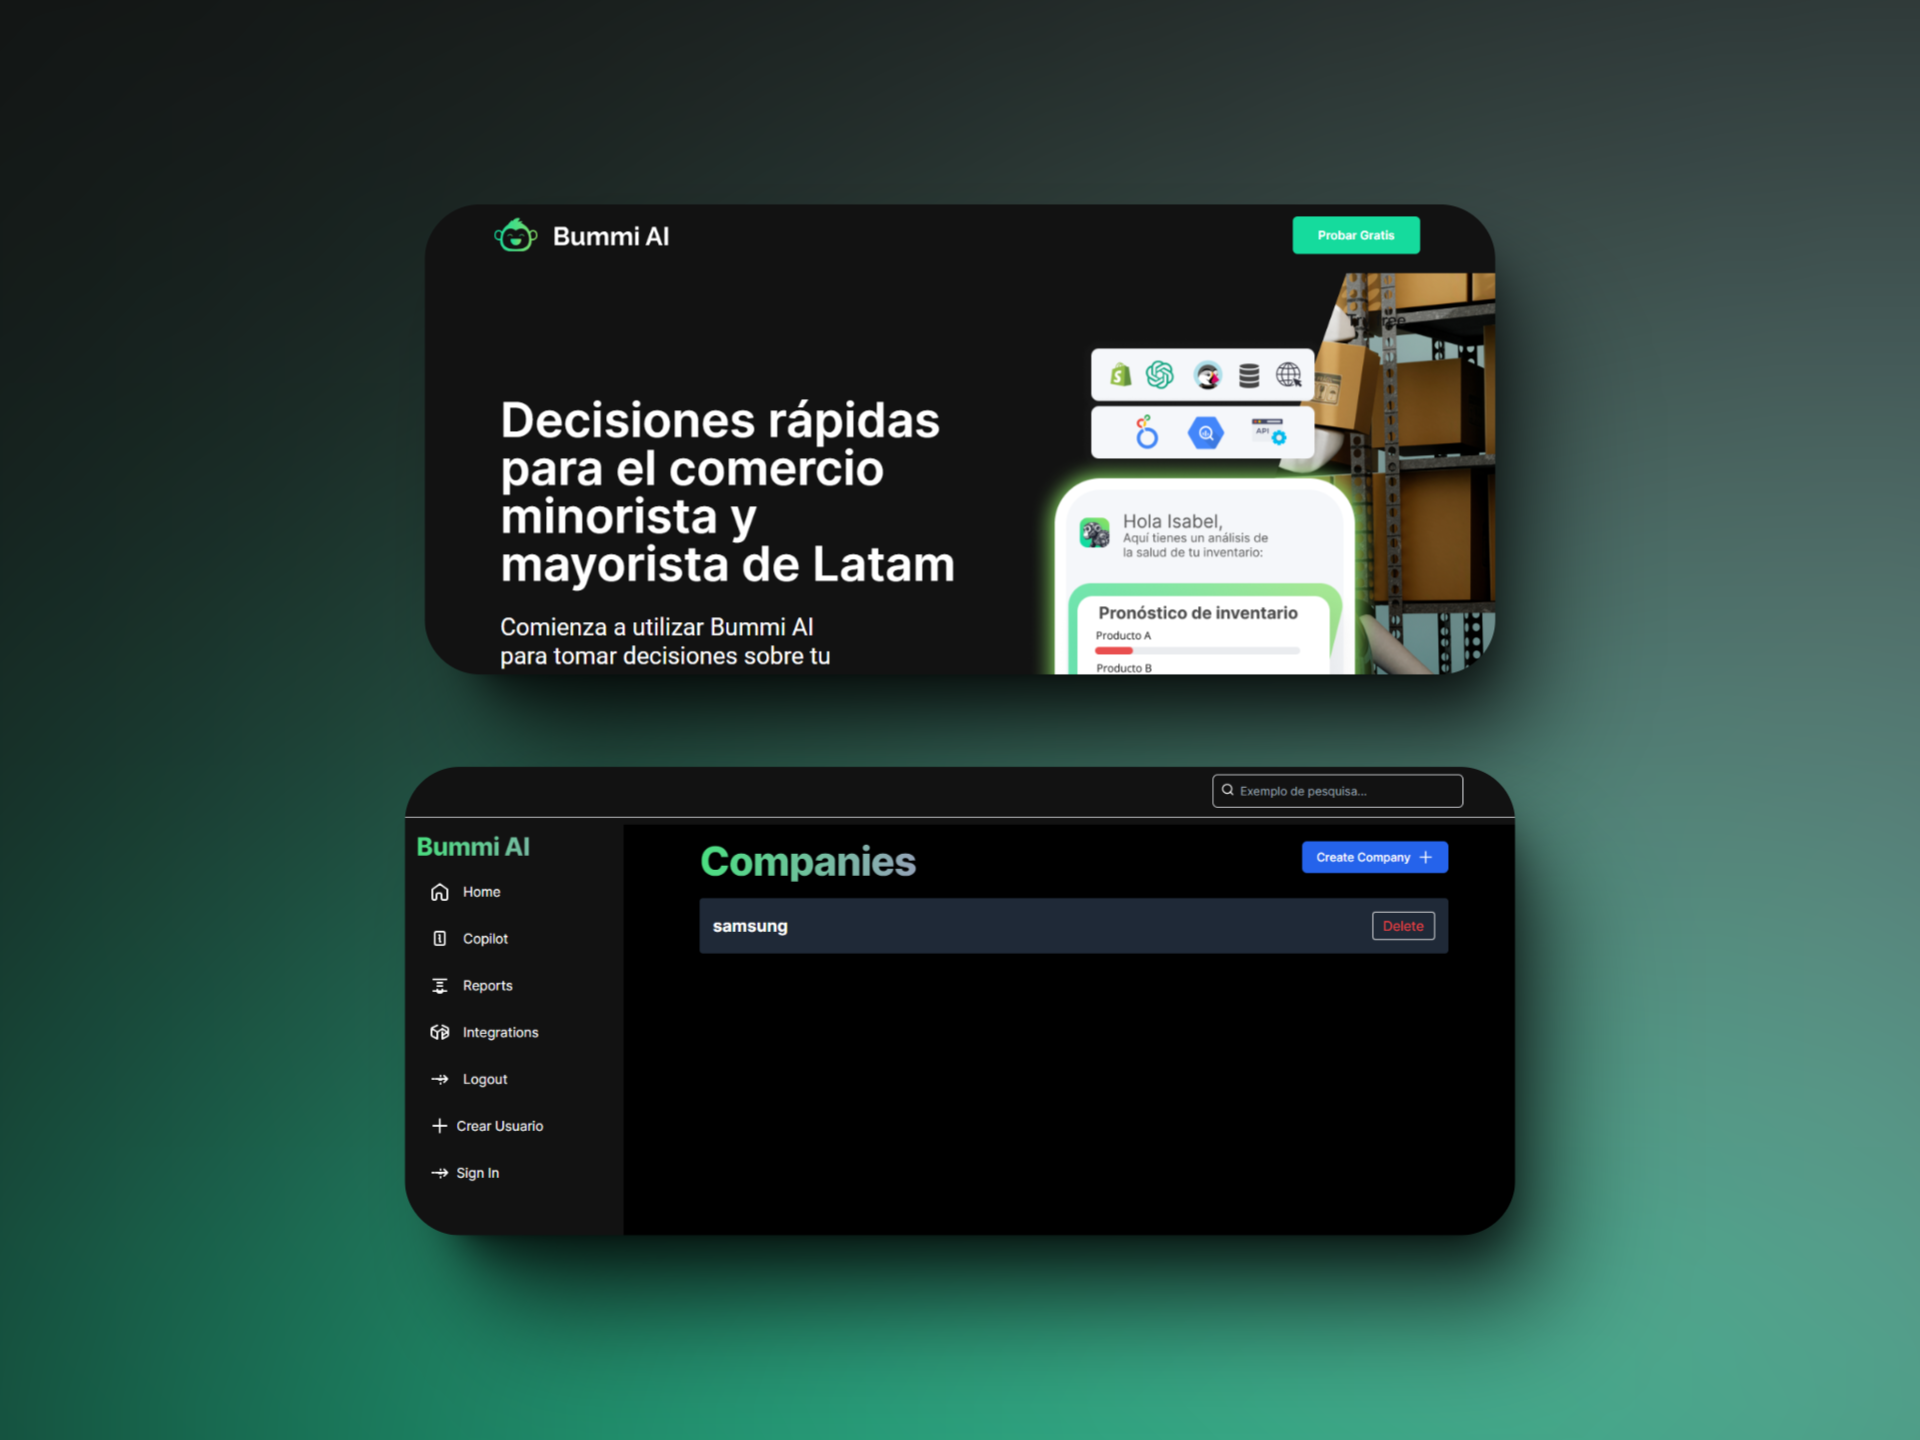 Bummi AI
Probar Gratis
Decisiones rápidas
para el comercio
minorista y
mayorista de Latam
Comienza a utilizar Bummi AI
para tomar decisiones sobre tu
API
Hola Isabel,
Aquí tienes un análisis de
la salud de tu inventario:
Pronóstico de inventario
Producto A
Producto B
Exemplo de pesquisa...
Bummi AI
Home
Copilot
Reports
Integrations
Logout
Crear Usuario
Sign In
Companies
Create Company
samsung
Delete